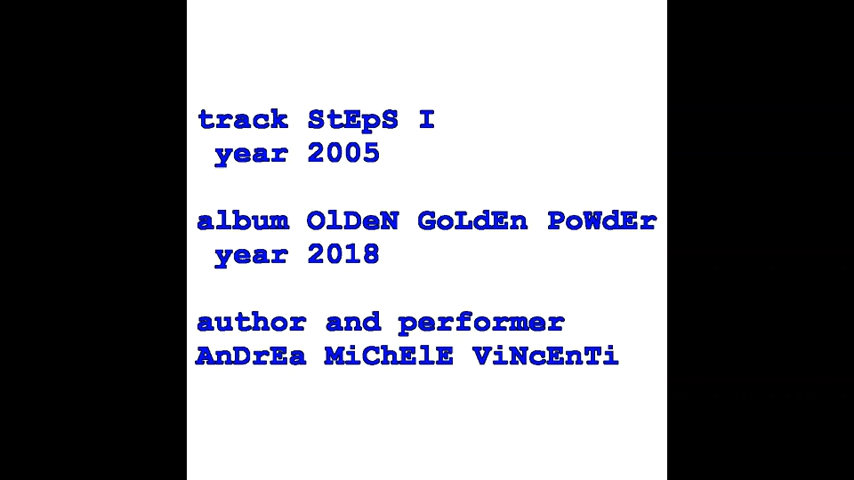 track StEpS I
year 2005
album OlDeN GoLdEn PoWdEr
year 2018
author and performer
AnDrEa MiChElE ViNcEnTi